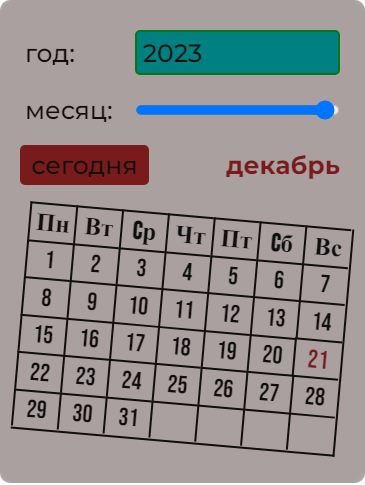 год: 2023
месяц:
сегодня декабрь
Пн Вт Ср Чт Пт Сб Вс
1 2 3 4 5 6 7
8 9 10 11 12 13 14
15 16 17 18 19 20 21
22 23 24 25 26 27 28
29 30 31